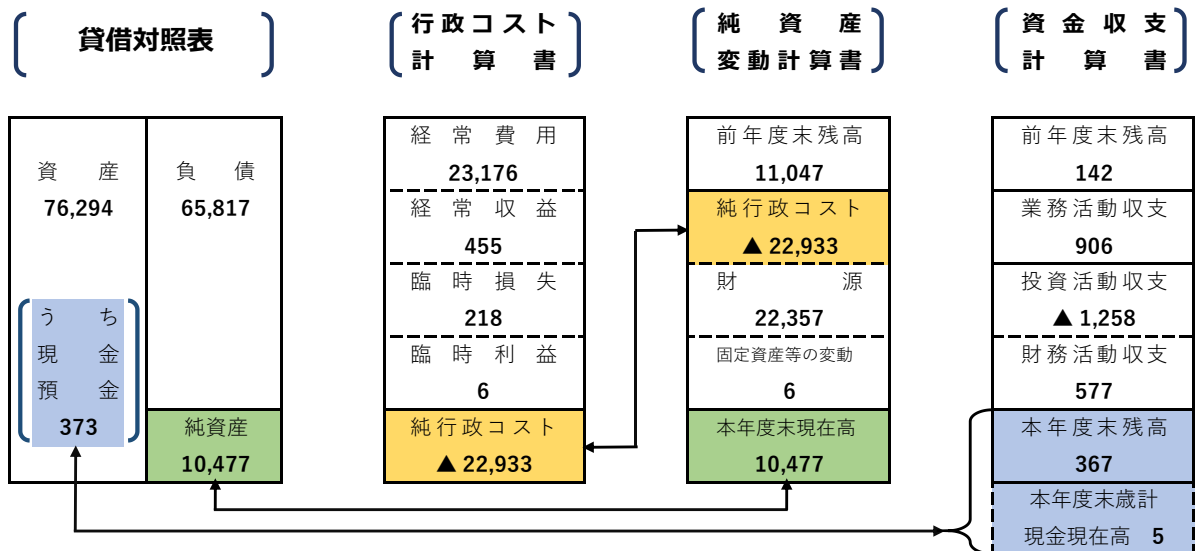 貸借対照表
資産
76,294
うち
現金
預金
373
負債
65,817
純資産
10,477
行政コスト
計算書
経常費用
23,176
経常収益
455
臨時損失
218
臨時利益
6
純行政コスト
▲ 22,933
純資産
変動計算書
前年度末残高
11,047
純行政コスト
▲ 22,933
財源
22,357
固定資産等の変動
6
本年度末現在高
10,477
資金収支
計算書
前年度末残高
142
業務活動収支
906
投資活動収支
▲ 1,258
財務活動収支
577
本年度末残高
367
本年度末歳計
現金現在高 5